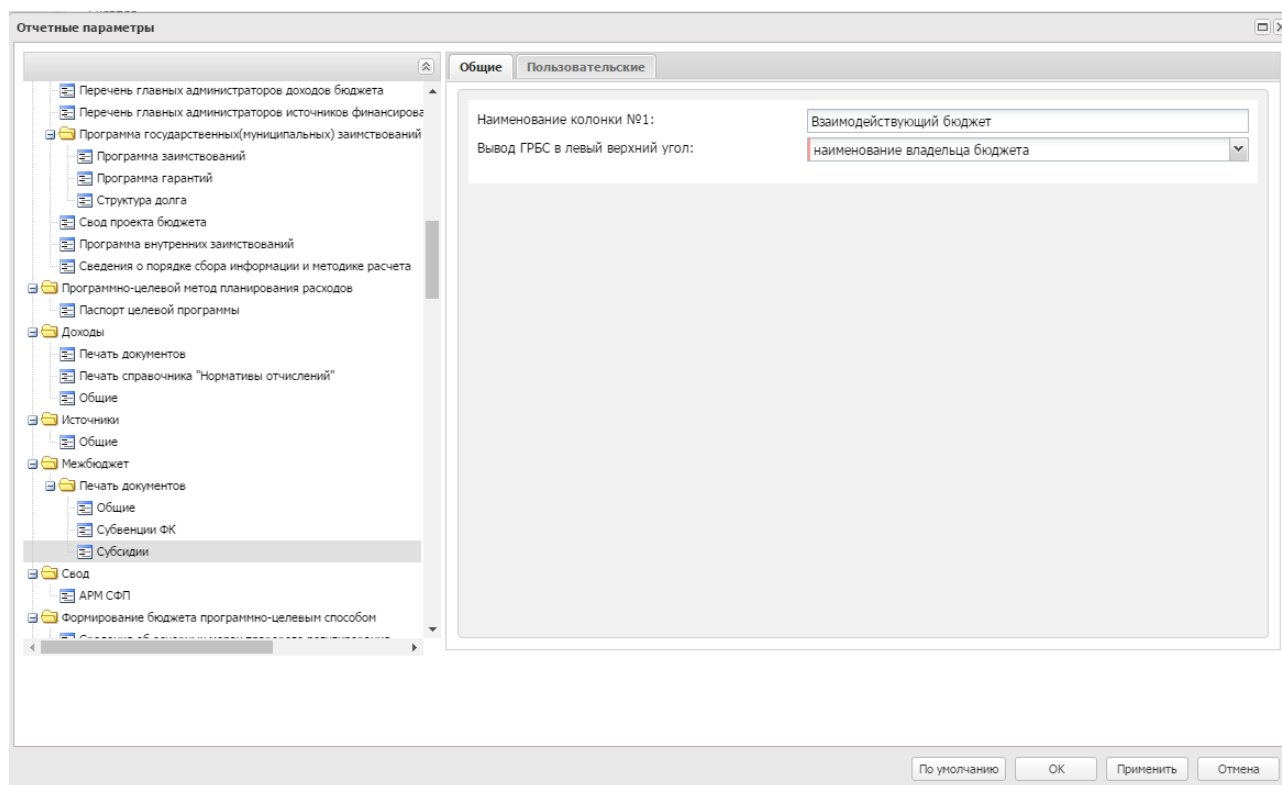 Отчетные параметры
Общие
Пользовательские
Перечень главных администраторов доходов бюджета
Перечень главных администраторов источников финансирова
Программа государственных(муниципальных) заимствований
Программа заимствований
Программа гарантий
Структура долга
Свод проекта бюджета
Программа внутренних заимствований
Сведения о порядке сбора информации и методике расчета
Программно-целевой метод планирования расходов
Паспорт целевой программы
Доходы
Печать документов
Печать справочника "Нормативы отчислений"
Общие
Источники
Общие
Межбюджет
Печать документов
Общие
Субвенции ФК
Субсидии
Свод
АРМ СФП
Формирование бюджета программно-целевым способом
Наименование колонки №1:
Взаимодействующий бюджет
Вывод ГРБС в левый верхний угол:
наименование владельца бюджета
По умолчанию
OK
Применить
Отмена